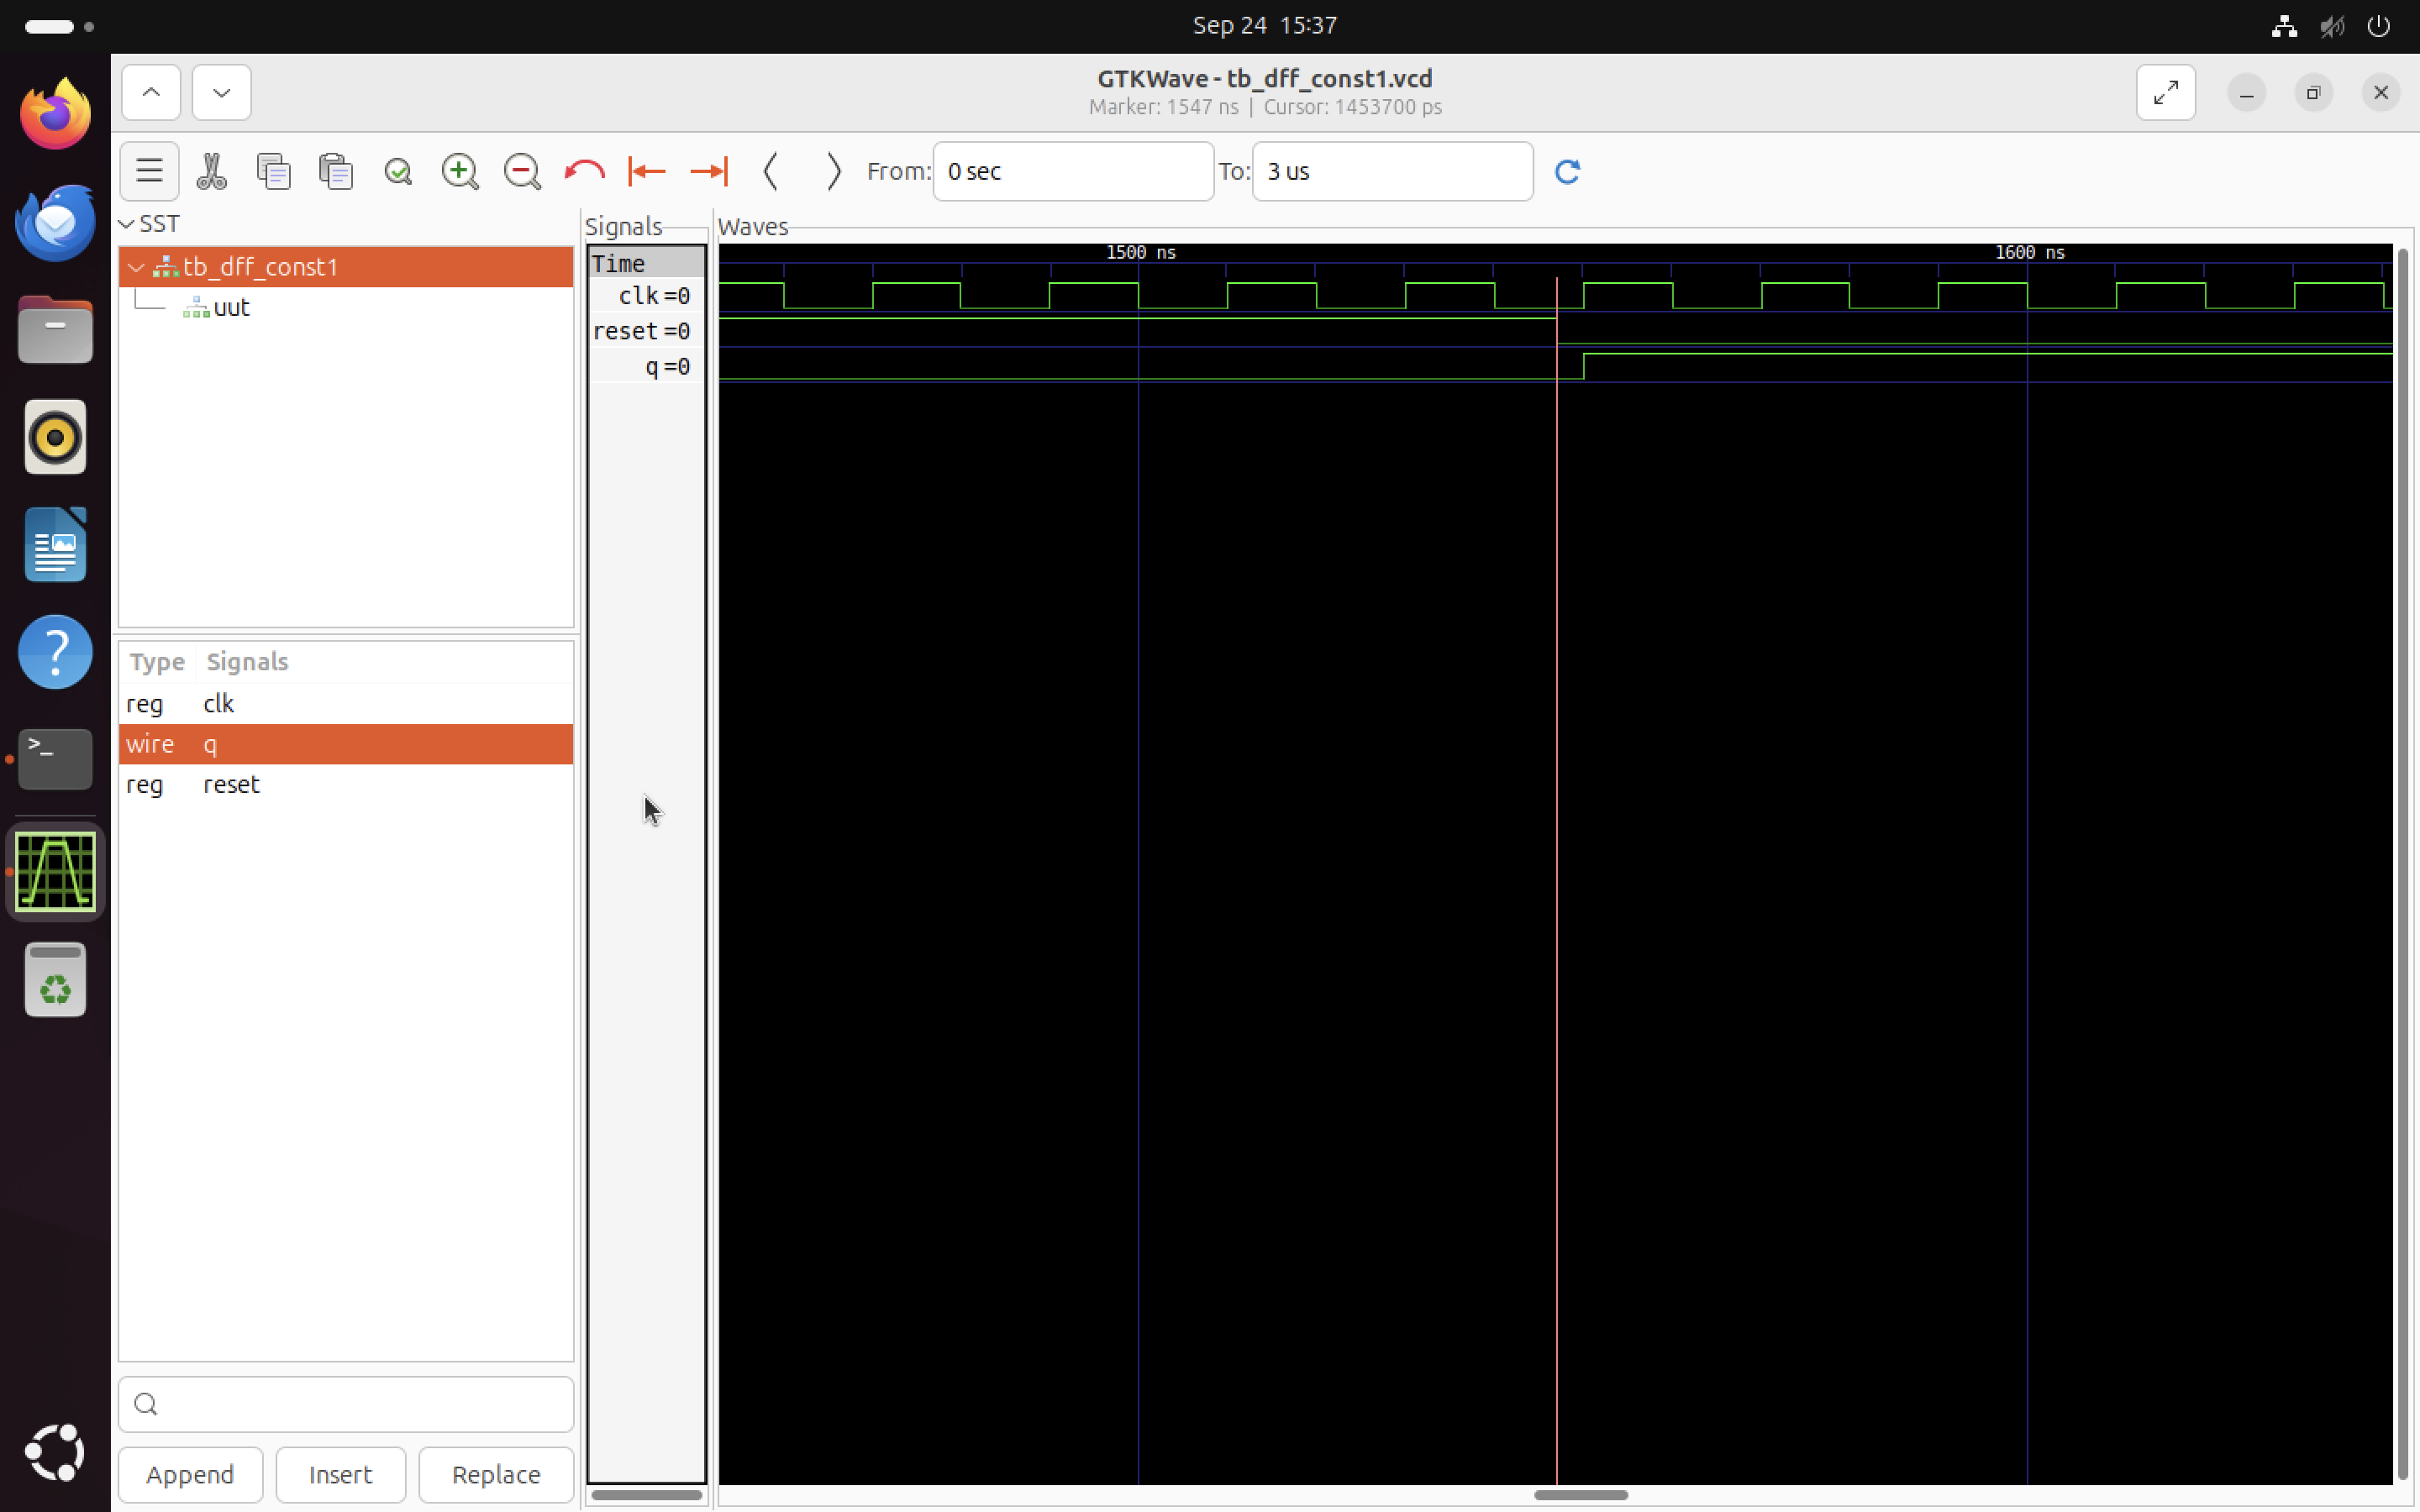 Sep 24 15:37
GTKWave - tb_dff_const1.vcd
Marker: 1547 ns | Cursor: 1453700 ps
From: 0 sec To: 3 us
SST
tb_dff_const1
uut
Type Signals
reg clk
wire q
reg reset
Append Insert Replace
Signals
Time
clk =0
reset =0
q =0
Waves
1500 ns 1600 ns